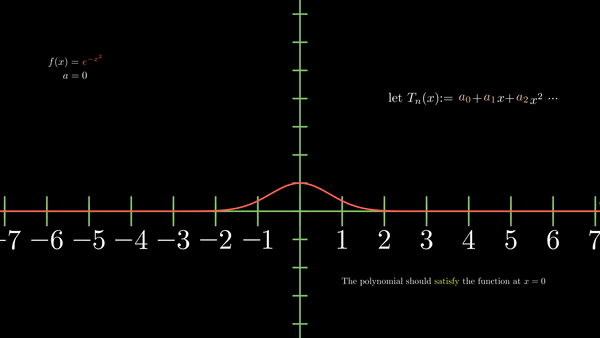 f(x) = e^{-x^2}
a = 0
let T_n(x):= a_0+a_1x+a_2x^2 ⋯
-7 -6 -5 -4 -3 -2 -1 1 2 3 4 5 6 7
The polynomial should satisfy the function at x = 0